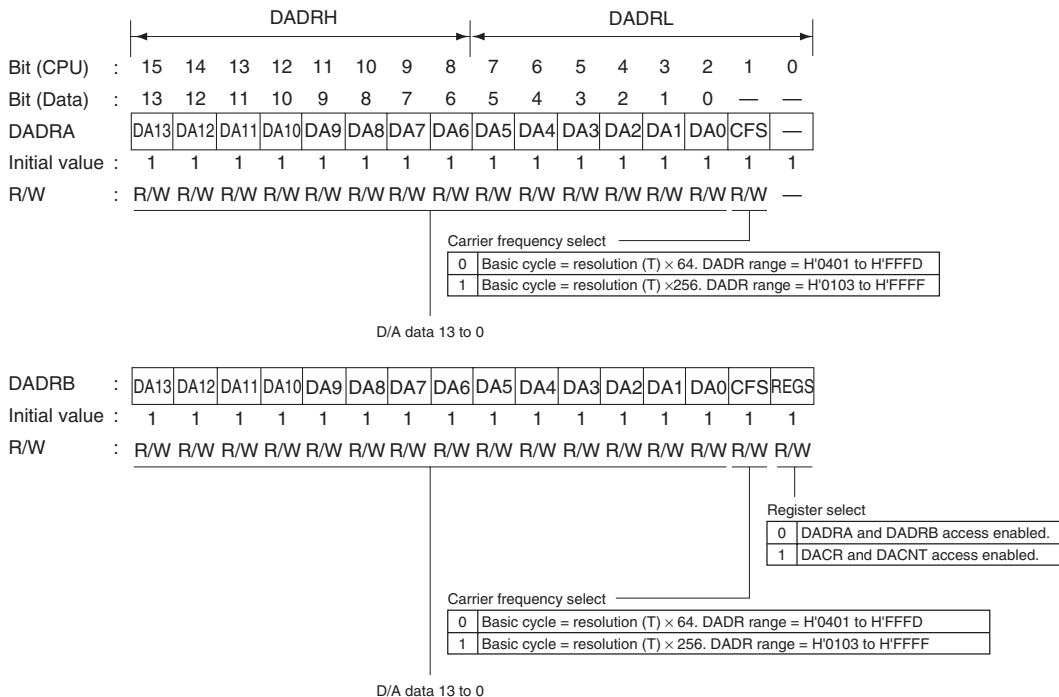 DADRH DADRL
Bit (CPU) : 15 14 13 12 11 10 9 8 7 6 5 4 3 2 1 0
Bit (Data) : 13 12 11 10 9 8 7 6 5 4 3 2 1 0 — —
DADRA DA13 DA12 DA11 DA10 DA9 DA8 DA7 DA6 DA5 DA4 DA3 DA2 DA1 DA0 CFS —
Initial value : 1 1 1 1 1 1 1 1 1 1 1 1 1 1 1 1
R/W : R/W R/W R/W R/W R/W R/W R/W R/W R/W R/W R/W R/W R/W R/W R/W —
Carrier frequency select
0 Basic cycle = resolution (T) × 64. DADR range = H'0401 to H'FFFD
1 Basic cycle = resolution (T) ×256. DADR range = H'0103 to H'FFFF
D/A data 13 to 0
DADRB : DA13 DA12 DA11 DA10 DA9 DA8 DA7 DA6 DA5 DA4 DA3 DA2 DA1 DA0 CFS REGS
Initial value : 1 1 1 1 1 1 1 1 1 1 1 1 1 1 1 1
R/W : R/W R/W R/W R/W R/W R/W R/W R/W R/W R/W R/W R/W R/W R/W R/W R/W
Register select
0 DADRA and DADRB access enabled.
1 DACR and DACNT access enabled.
Carrier frequency select
0 Basic cycle = resolution (T) × 64. DADR range = H'0401 to H'FFFD
1 Basic cycle = resolution (T) × 256. DADR range = H'0103 to H'FFFF
D/A data 13 to 0